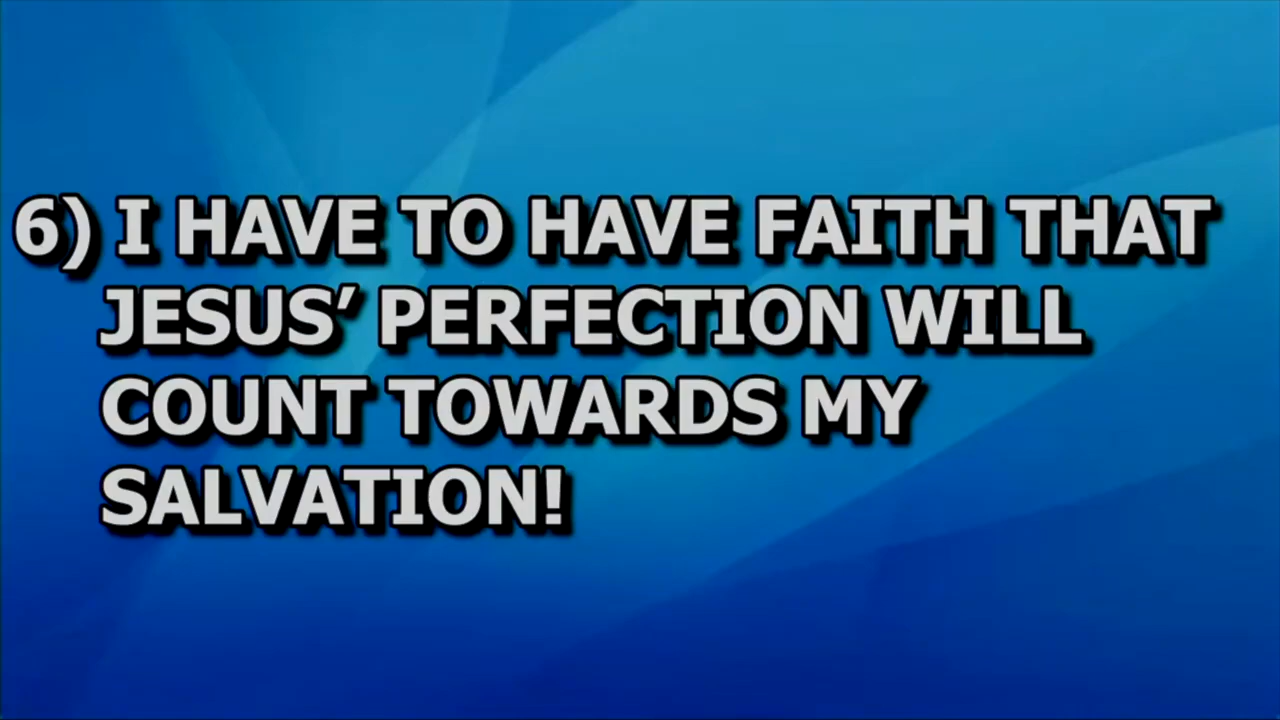 6) I HAVE TO HAVE FAITH THAT
JESUS’ PERFECTION WILL
COUNT TOWARDS MY
SALVATION!